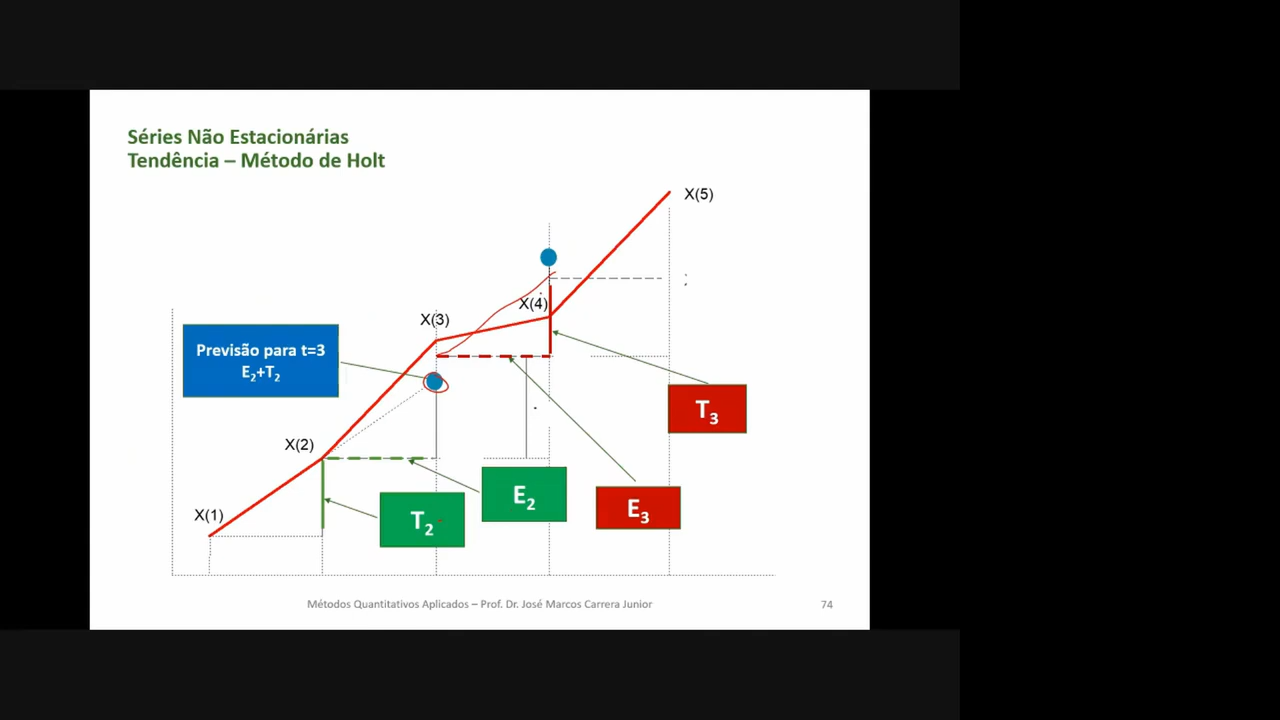 Séries Não Estacionárias
Tendência – Método de Holt
X(5)
X(4)
X(3)
Previsão para t=3
E₂+T₂
T₃
X(2)
E₂
E₃
X(1)
T₂
Métodos Quantitativos Aplicados – Prof. Dr. José Marcos Carrera Junior
74